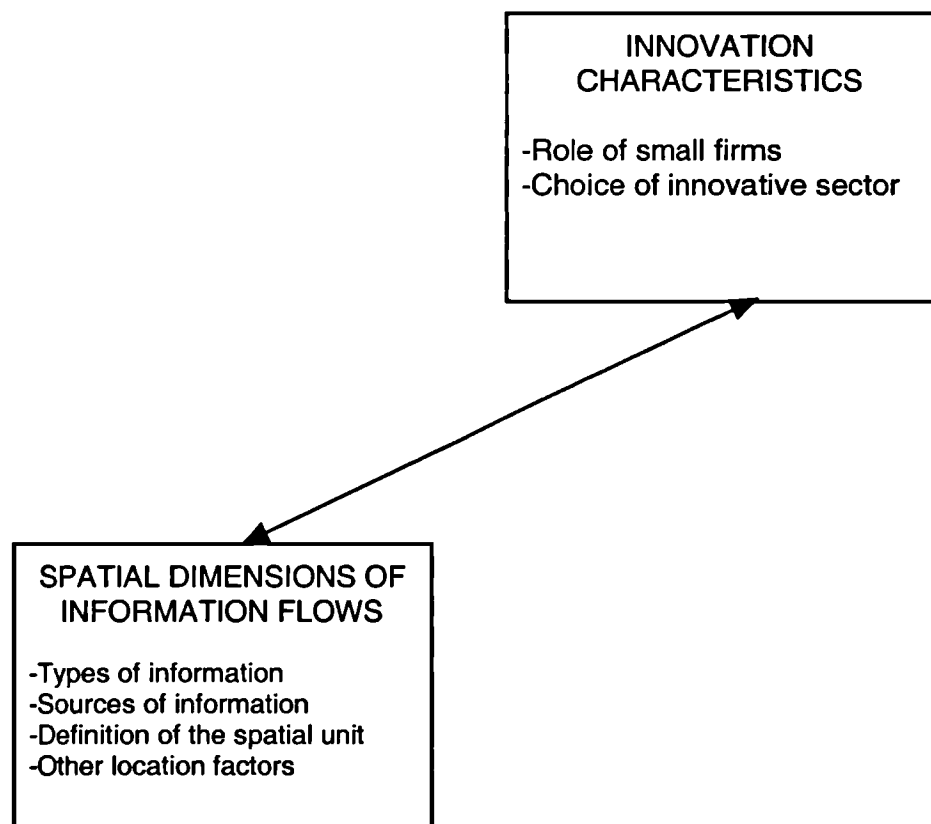 INNOVATION
CHARACTERISTICS
-Role of small firms
-Choice of innovative sector
SPATIAL DIMENSIONS OF
INFORMATION FLOWS
-Types of information
-Sources of information
-Definition of the spatial unit
-Other location factors